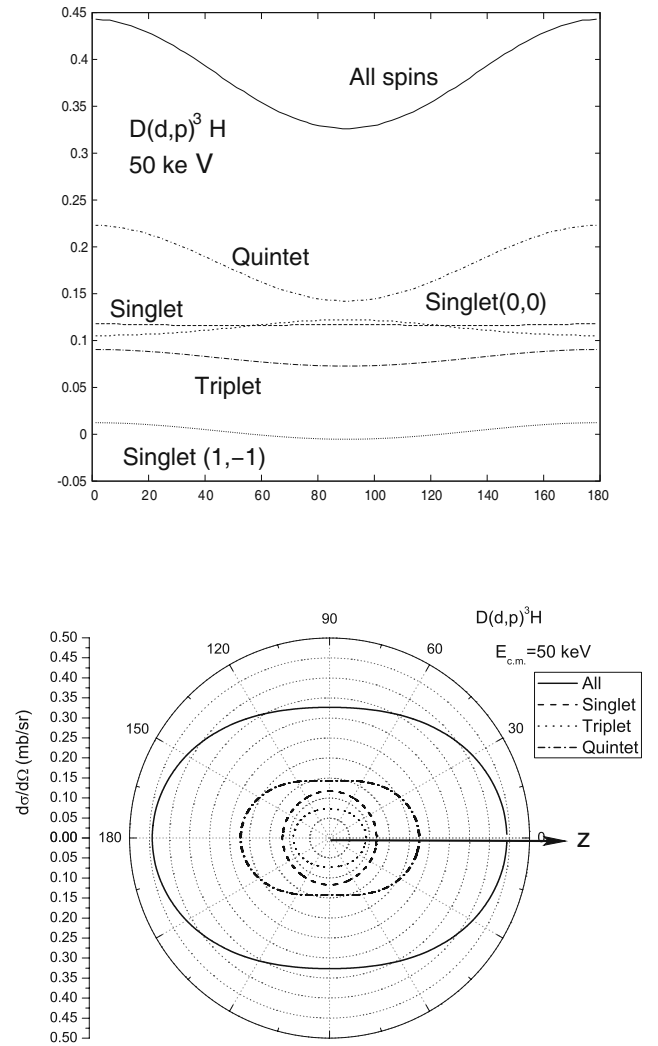 0.45
0.4
0.35
0.3
0.25
0.2
0.15
0.1
0.05
0
-0.05
All spins
D(d,p)³ H
50 ke V
Quintet
Singlet
Singlet(0,0)
Triplet
Singlet (1,−1)
0 20 40 60 80 100 120 140 160 180
D(d,p)³H
E_c.m.=50 keV
All
Singlet
Triplet
Quintet
dσ/dΩ (mb/sr)
0.50
0.45
0.40
0.35
0.30
0.25
0.20
0.15
0.10
0.05
0.00
0.05
0.10
0.15
0.20
0.25
0.30
0.35
0.40
0.45
0.50
90
120
60
150
30
180
0
Z